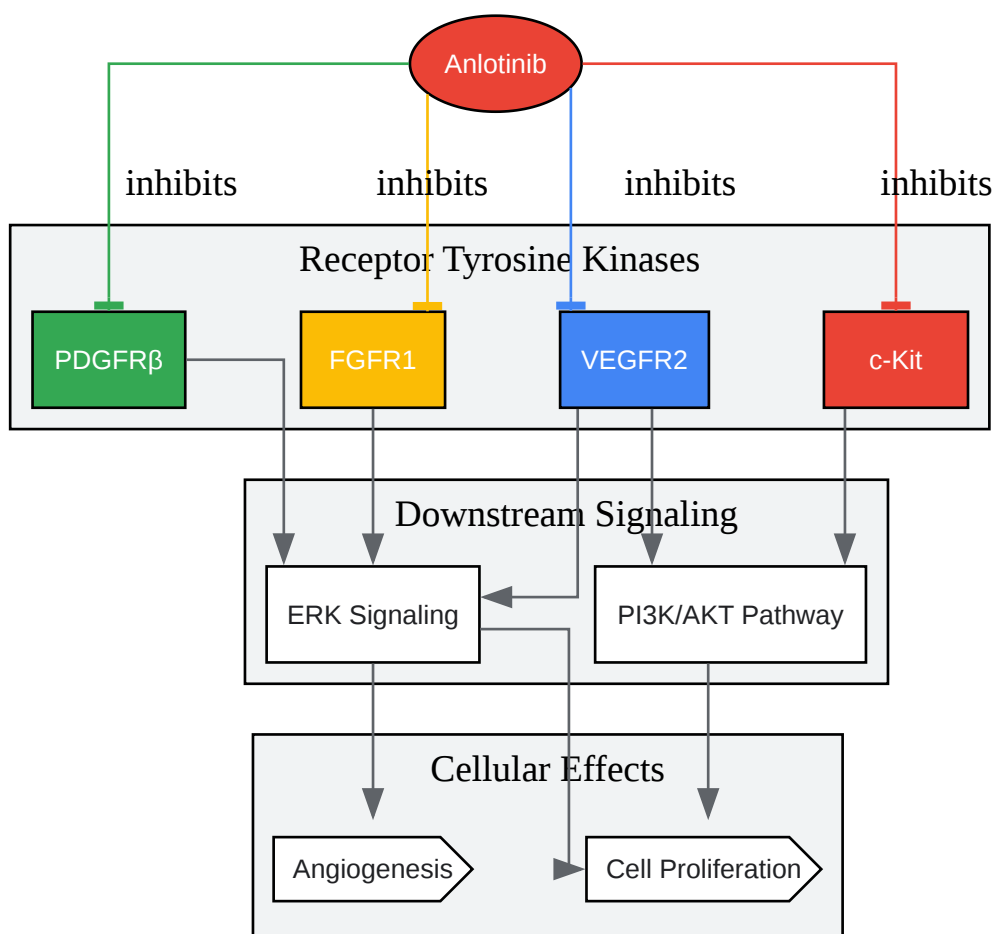 Anlotinib
inhibits
inhibits
inhibits
inhibits
Receptor Tyrosine Kinases
PDGFRβ
FGFR1
VEGFR2
c-Kit
Downstream Signaling
ERK Signaling
PI3K/AKT Pathway
Cellular Effects
Angiogenesis
Cell Proliferation